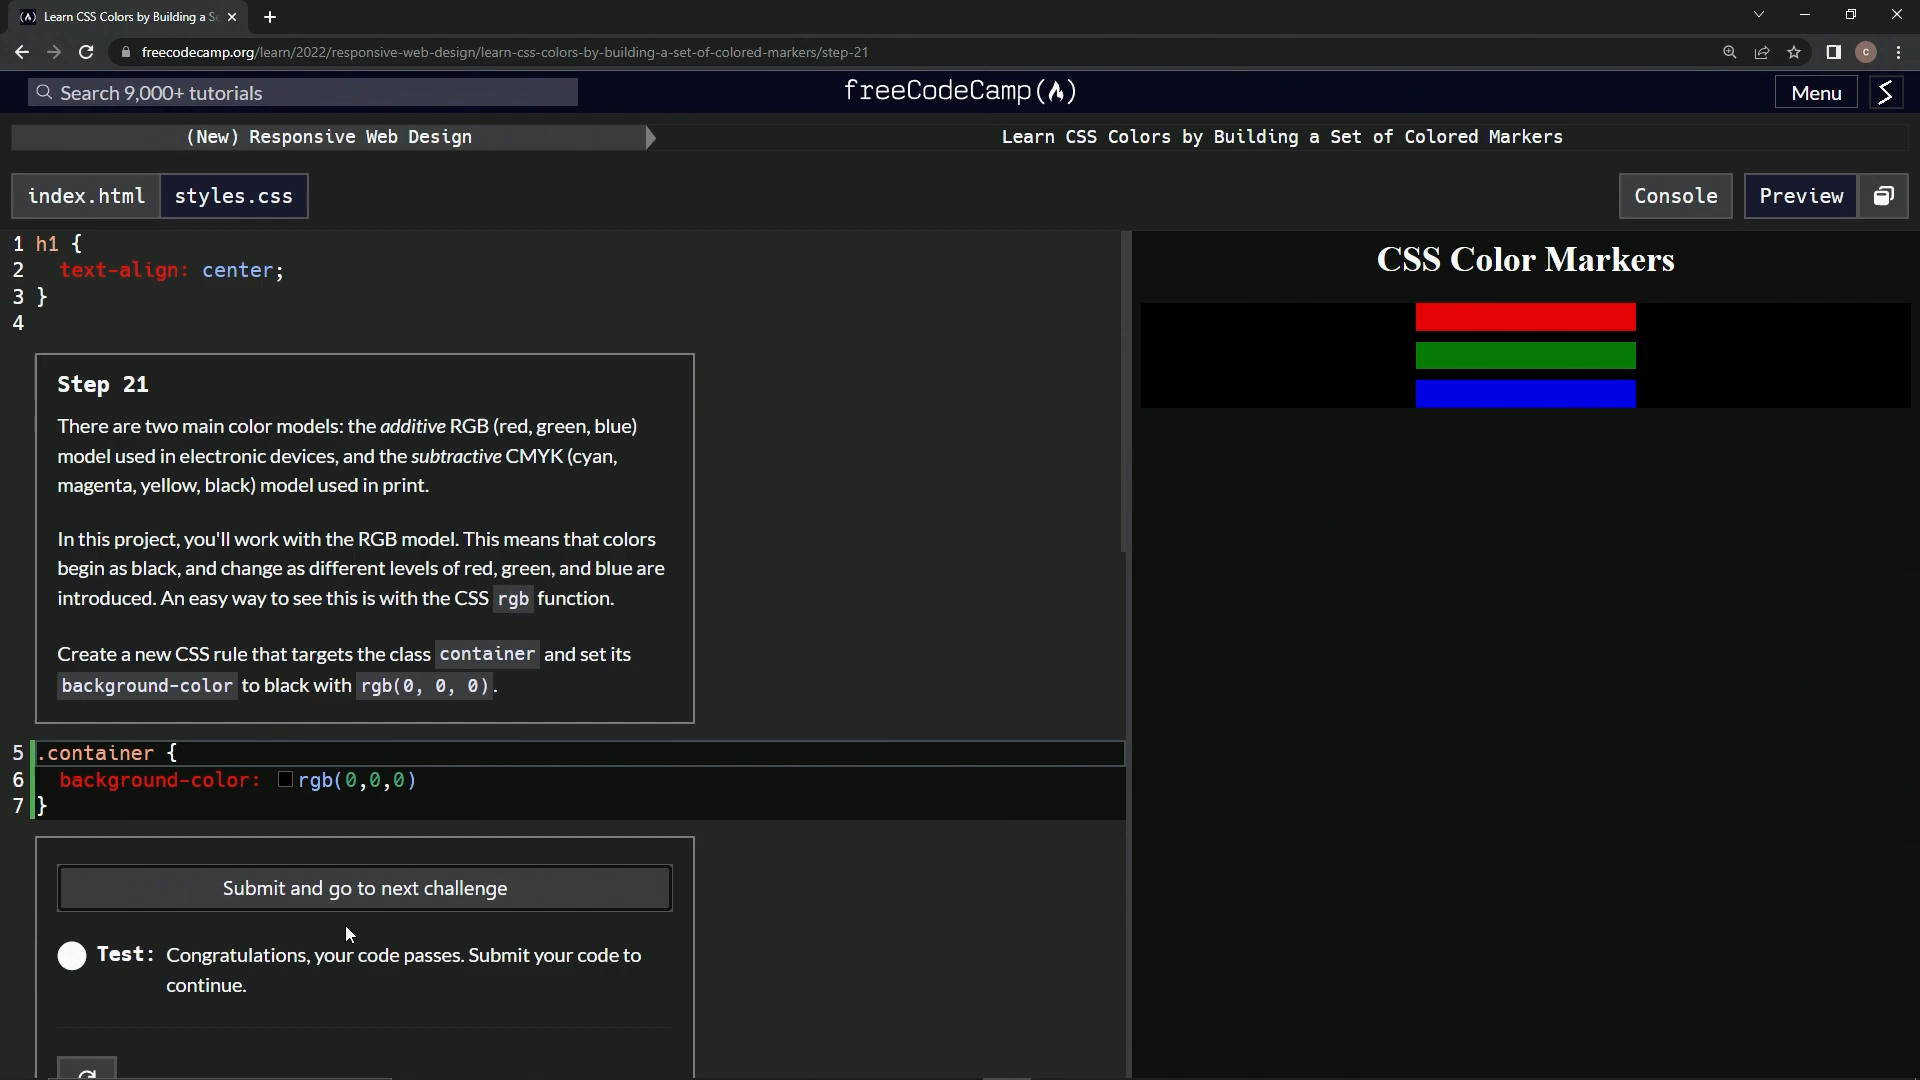 Learn CSS Colors by Building a S
freecodecamp.org/learn/2022/responsive-web-design/learn-css-colors-by-building-a-set-of-colored-markers/step-21
c
Search 9,000+ tutorials
freeCodeCamp
Menu
(New) Responsive Web Design
Learn CSS Colors by Building a Set of Colored Markers
index.html
styles.css
Console
Preview
1 h1 {
2 text-align: center;
3 }
4
Step 21
There are two main color models: the additive RGB (red, green, blue)
model used in electronic devices, and the subtractive CMYK (cyan,
magenta, yellow, black) model used in print.
In this project, you'll work with the RGB model. This means that colors
begin as black, and change as different levels of red, green, and blue are
introduced. An easy way to see this is with the CSS rgb function.
Create a new CSS rule that targets the class container and set its
background-color to black with rgb(0, 0, 0).
5 .container {
6 background-color: rgb(0,0,0)
7 }
Submit and go to next challenge
Test: Congratulations, your code passes. Submit your code to
continue.
CSS Color Markers